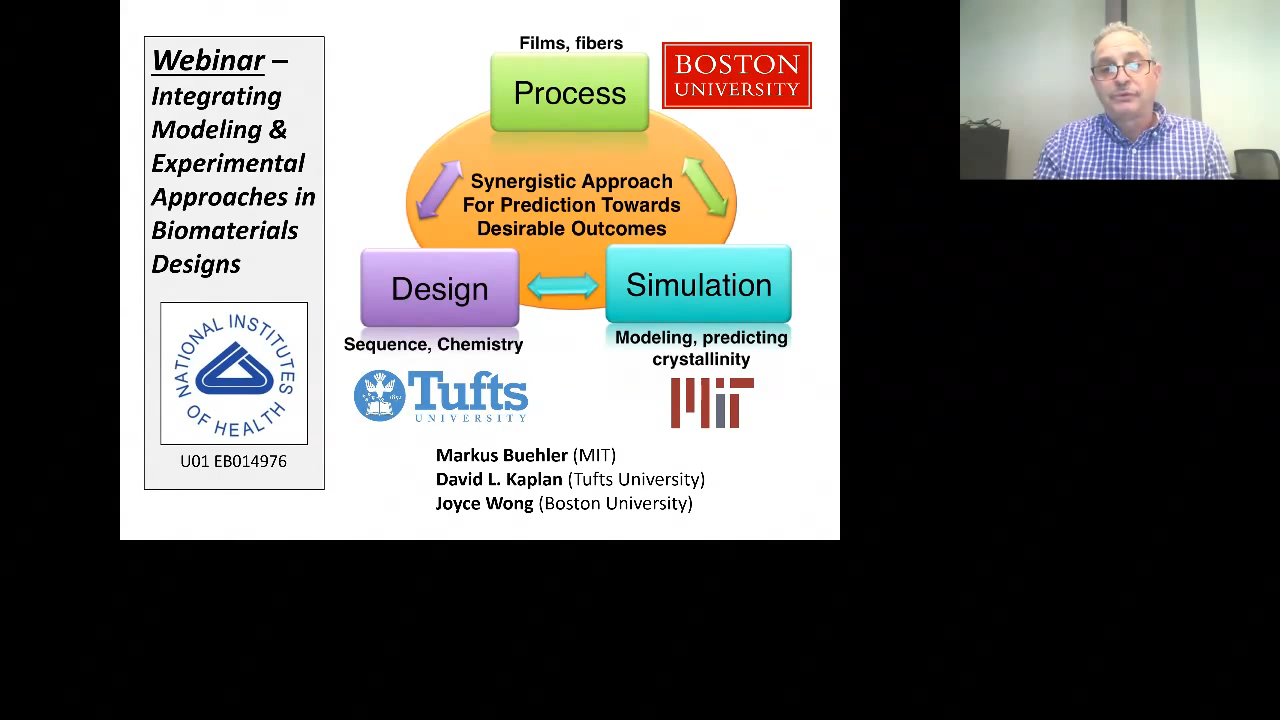 Webinar –
Integrating
Modeling &
Experimental
Approaches in
Biomaterials
Designs
NATIONAL INSTITUTES
OF HEALTH
U01 EB014976
Films, fibers
Process
BOSTON
UNIVERSITY
Synergistic Approach
For Prediction Towards
Desirable Outcomes
Design
Simulation
Sequence, Chemistry
Modeling, predicting
crystallinity
Tufts
UNIVERSITY
MIT
Markus Buehler (MIT)
David L. Kaplan (Tufts University)
Joyce Wong (Boston University)